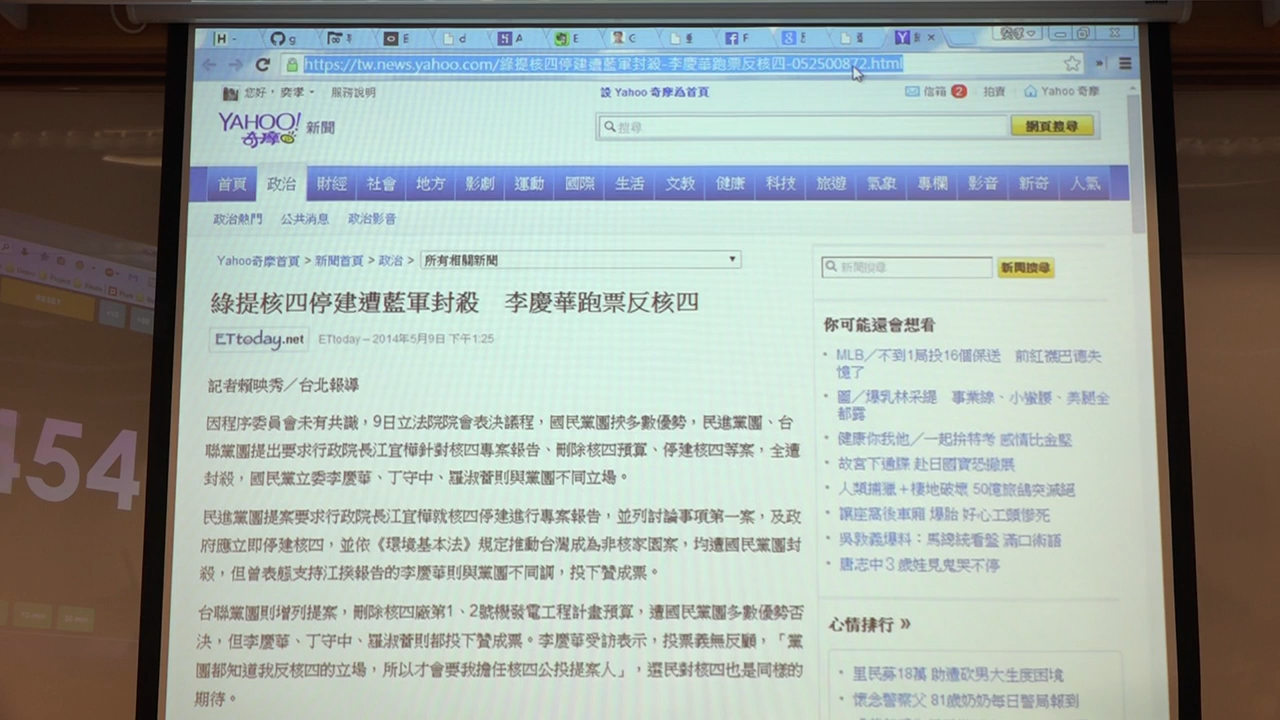 https://tw.news.yahoo.com/綠提核四停建遭藍軍封殺-李慶華跑票反核四-052500872.html
服務說明
設 Yahoo 奇摩為首頁
信箱 2 拍賣 Yahoo 奇摩
YAHOO! 奇摩 新聞
搜尋
網頁搜尋
首頁 政治 財經 社會 地方 影劇 運動 國際 生活 文教 健康 科技 旅遊 氣象 專欄 影音 新奇 人氣
政治熱門 公共消息 政治影音
Yahoo奇摩首頁 > 新聞首頁 > 政治 > 所有相關新聞
新聞搜尋 新聞搜尋
綠提核四停建遭藍軍封殺 李慶華跑票反核四
ETtoday.net ETtoday – 2014年5月9日 下午1:25
記者賴映秀／台北報導
因程序委員會未有共識，9日立法院院會表決議程，國民黨團挾多數優勢，民進黨團、台
聯黨團提出要求行政院長江宜樺針對核四專案報告、刪除核四預算、停建核四等案，全遭
封殺，國民黨立委李慶華、丁守中、羅淑蕾則與黨團不同立場。
民進黨團提案要求行政院長江宜樺就核四停建進行專案報告，並列討論事項第一案，及政
府應立即停建核四，並依《環境基本法》規定推動台灣成為非核家園案，均遭國民黨團封
殺，但曾表態支持江揆報告的李慶華則與黨團不同調，投下贊成票。
台聯黨團則增列提案，刪除核四廠第1、2號機發電工程計畫預算，遭國民黨團多數優勢否
決，但李慶華、丁守中、羅淑蕾則都投下贊成票。李慶華受訪表示，投票義無反顧，「黨
團都知道我反核四的立場，所以才會要我擔任核四公投提案人」，選民對核四也是同樣的
期待。
你可能還會想看
MLB／不到1局投16個保送 前紅襪巴德失
憶了
圖／爆乳林采緹 事業線、小蠻腰、美腿全
都露
健康你我他／一起拚特考 感情比金堅
故宮下通牒 赴日國寶恐撤展
人類捕獵＋棲地破壞 50億旅鴿突滅絕
讓座窩後車廂 爆胎 好心工頭慘死
吳敦義爆料：馬總統看盤 滿口術語
唐志中3 歲娃見鬼哭不停
心情排行 »
里民募18萬 助遭砍男大生度困境
懷念警察父 81歲奶奶每日警局報到
454
RESET